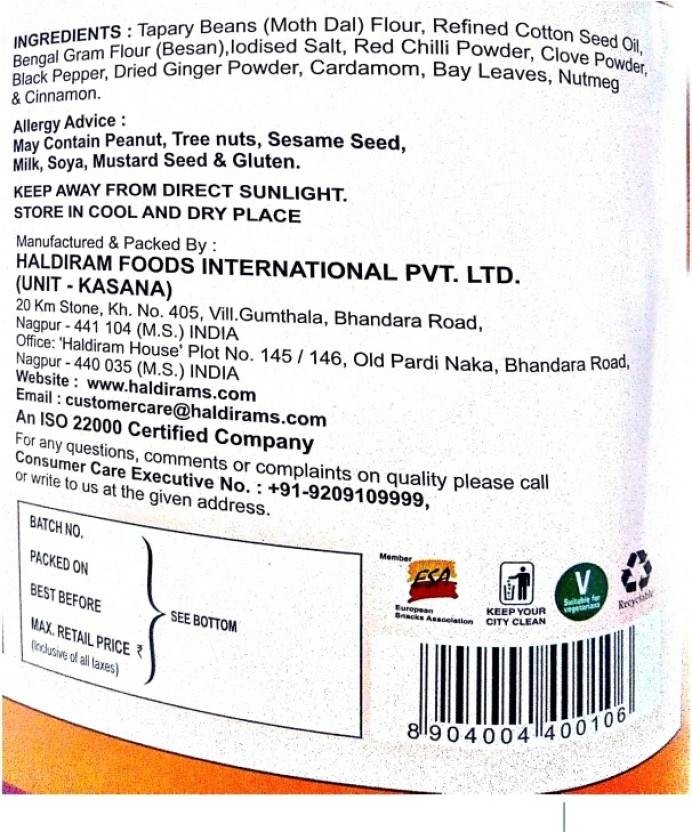 INGREDIENTS : Tapary Beans (Moth Dal) Flour, Refined Cotton Seed Oil,
Bengal Gram Flour (Besan),Iodised Salt, Red Chilli Powder, Clove Powder,
Black Pepper, Dried Ginger Powder, Cardamom, Bay Leaves, Nutmeg
& Cinnamon.
Allergy Advice :
May Contain Peanut, Tree nuts, Sesame Seed,
Milk, Soya, Mustard Seed & Gluten.
KEEP AWAY FROM DIRECT SUNLIGHT.
STORE IN COOL AND DRY PLACE
Manufactured & Packed By :
HALDIRAM FOODS INTERNATIONAL PVT. LTD.
(UNIT - KASANA)
20 Km Stone, Kh. No. 405, Vill.Gumthala, Bhandara Road,
Nagpur - 441 104 (M.S.) INDIA
Office: 'Haldiram House' Plot No. 145 / 146, Old Pardi Naka, Bhandara Road,
Nagpur - 440 035 (M.S.) INDIA
Website : www.haldirams.com
Email : customercare@haldirams.com
An ISO 22000 Certified Company
For any questions, comments or complaints on quality please call
Consumer Care Executive No. : +91-9209109999,
or write to us at the given address.
BATCH NO.
PACKED ON
BEST BEFORE
MAX. RETAIL PRICE ₹
(Inclusive of all taxes)
SEE BOTTOM
Member
ESA
European
Snacks Association
KEEP YOUR
CITY CLEAN
V
Suitable for
vegetarians
Recyclable
8 904004 400106